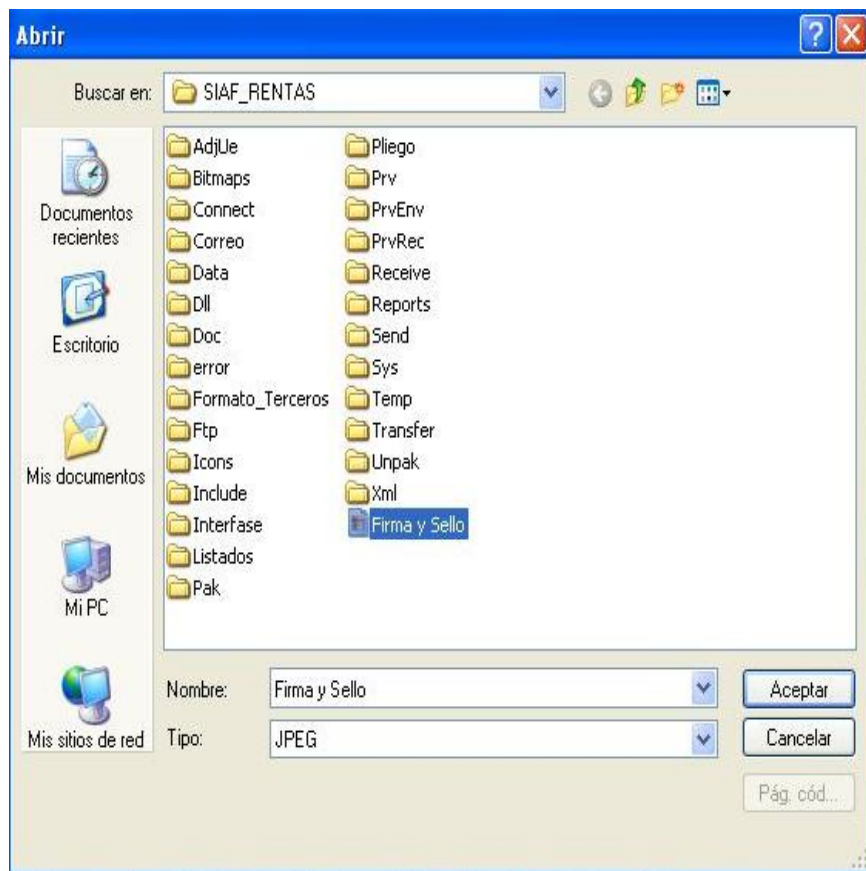 Abrir
Buscar en: SIAF_RENTAS
Documentos
recientes
Escritorio
Mis documentos
Mi PC
Mis sitios de red
AdjUe
Bitmaps
Connect
Correo
Data
Dll
Doc
error
Formato_Terceros
Ftp
Icons
Include
Interfase
Listados
Pak
Pliego
Prv
PrvEnv
PrvRec
Receive
Reports
Send
Sys
Temp
Transfer
Unpak
Xml
Firma y Sello
Nombre: Firma y Sello
Aceptar
Tipo: JPEG
Cancelar
Pág. cód...